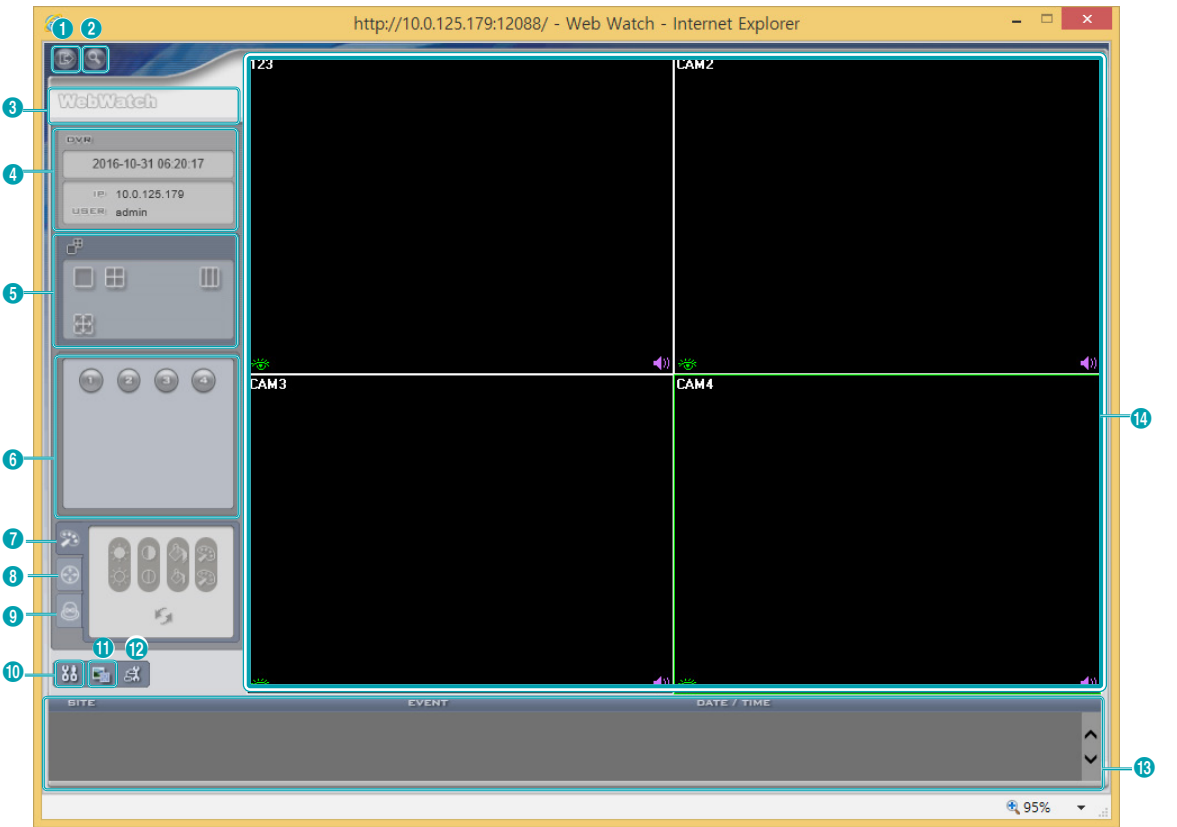 http://10.0.125.179:12088/ - Web Watch - Internet Explorer
1 2
3
WebWatch
4
DVR
2016-10-31 06:20:17
IP 10.0.125.179
USER admin
5
6
1 2 3 4
7
8
9
10
11 12
123
CAM2
CAM3
CAM4
14
SITE EVENT DATE / TIME
13
95%